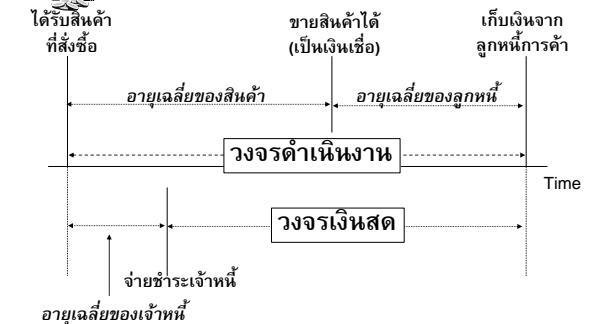 ได้รับสินค้า
ที่สั่งซื้อ
ขายสินค้าได้
(เป็นเงินเชื่อ)
เก็บเงินจาก
ลูกหนี้การค้า
อายุเฉลี่ยของสินค้า
อายุเฉลี่ยของลูกหนี้
วงจรดำเนินงาน
Time
วงจรเงินสด
จ่ายชำระเจ้าหนี้
อายุเฉลี่ยของเจ้าหนี้